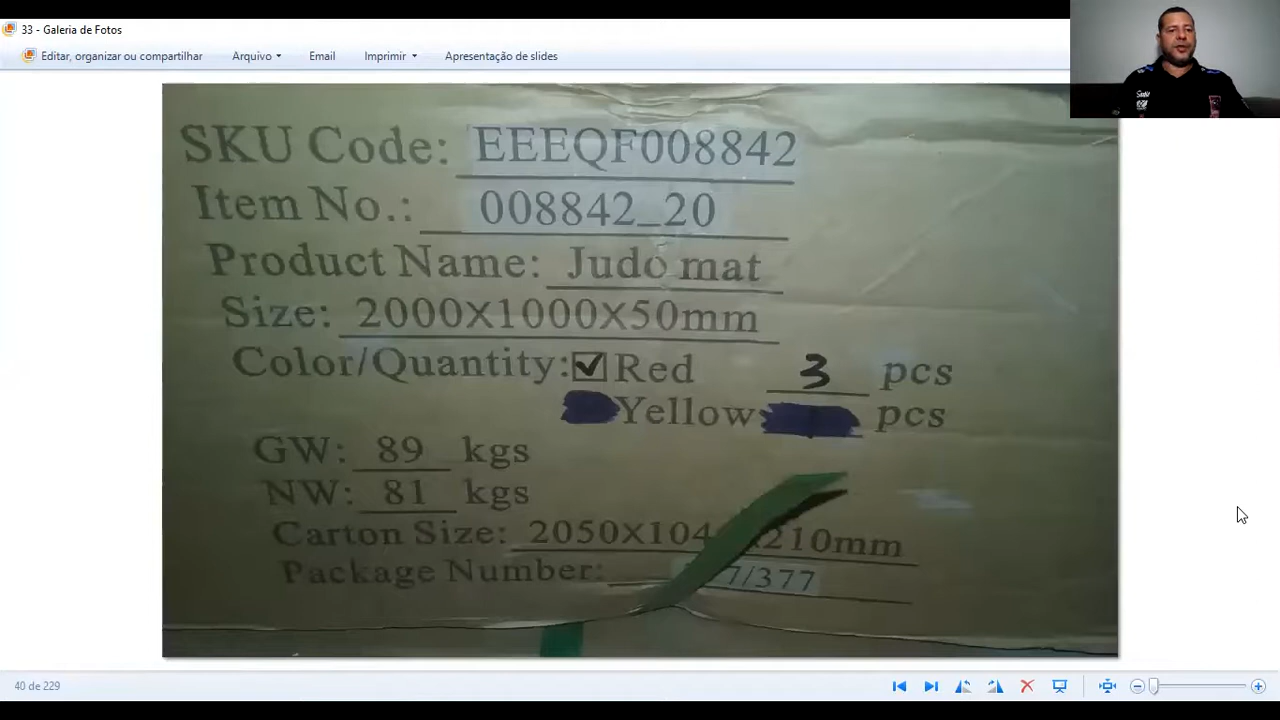 33 - Galeria de Fotos
Editar, organizar ou compartilhar Arquivo Email Imprimir Apresentação de slides
SKU Code: EEEQF008842
Item No.: 008842_20
Product Name: Judo mat
Size: 2000X1000X50mm
Color/Quantity: Red 3 pcs
Yellow pcs
GW: 89 kgs
NW: 81 kgs
Carton Size:
Package Number:
40 de 229